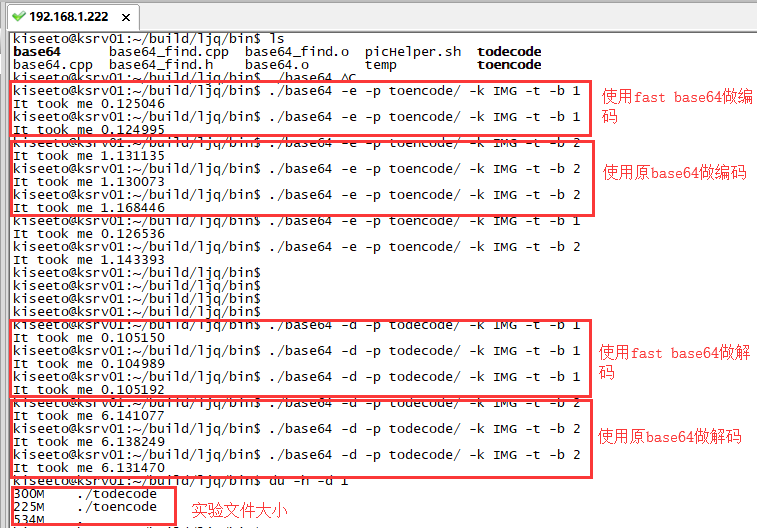 192.168.1.222 ×
kiseeto@ksrv01:~/build/ljq/bin$ ls
base64 base64_find.cpp base64_find.o picHelper.sh todecode
base64.cpp base64_find.h base64.o temp toencode
kiseeto@ksrv01:~/build/ljq/bin$ ./base64 ^C
kiseeto@ksrv01:~/build/ljq/bin$ ./base64 -e -p toencode/ -k IMG -t -b 1
It took me 0.125046
kiseeto@ksrv01:~/build/ljq/bin$ ./base64 -e -p toencode/ -k IMG -t -b 1
It took me 0.124995
使用fast base64做编
码
kiseeto@ksrv01:~/build/ljq/bin$ ./base64 -e -p toencode/ -k IMG -t -b 2
It took me 1.131135
kiseeto@ksrv01:~/build/ljq/bin$ ./base64 -e -p toencode/ -k IMG -t -b 2
It took me 1.130073
kiseeto@ksrv01:~/build/ljq/bin$ ./base64 -e -p toencode/ -k IMG -t -b 2
It took me 1.168446
使用原base64做编码
kiseeto@ksrv01:~/build/ljq/bin$ ./base64 -e -p toencode/ -k IMG -t -b 1
It took me 0.126536
kiseeto@ksrv01:~/build/ljq/bin$ ./base64 -e -p toencode/ -k IMG -t -b 2
It took me 1.143393
kiseeto@ksrv01:~/build/ljq/bin$
kiseeto@ksrv01:~/build/ljq/bin$
kiseeto@ksrv01:~/build/ljq/bin$
kiseeto@ksrv01:~/build/ljq/bin$
kiseeto@ksrv01:~/build/ljq/bin$ ./base64 -d -p todecode/ -k IMG -t -b 1
It took me 0.105150
kiseeto@ksrv01:~/build/ljq/bin$ ./base64 -d -p todecode/ -k IMG -t -b 1
It took me 0.104989
kiseeto@ksrv01:~/build/ljq/bin$ ./base64 -d -p todecode/ -k IMG -t -b 1
It took me 0.105192
使用fast base64做解
码
kiseeto@ksrv01:~/build/ljq/bin$ ./base64 -d -p todecode/ -k IMG -t -b 2
It took me 6.141077
kiseeto@ksrv01:~/build/ljq/bin$ ./base64 -d -p todecode/ -k IMG -t -b 2
It took me 6.138249
kiseeto@ksrv01:~/build/ljq/bin$ ./base64 -d -p todecode/ -k IMG -t -b 2
It took me 6.131470
使用原base64做解码
kiseeto@ksrv01:~/build/ljq/bin$ du -h -d 1
300M ./todecode
225M ./toencode
534M .
实验文件大小